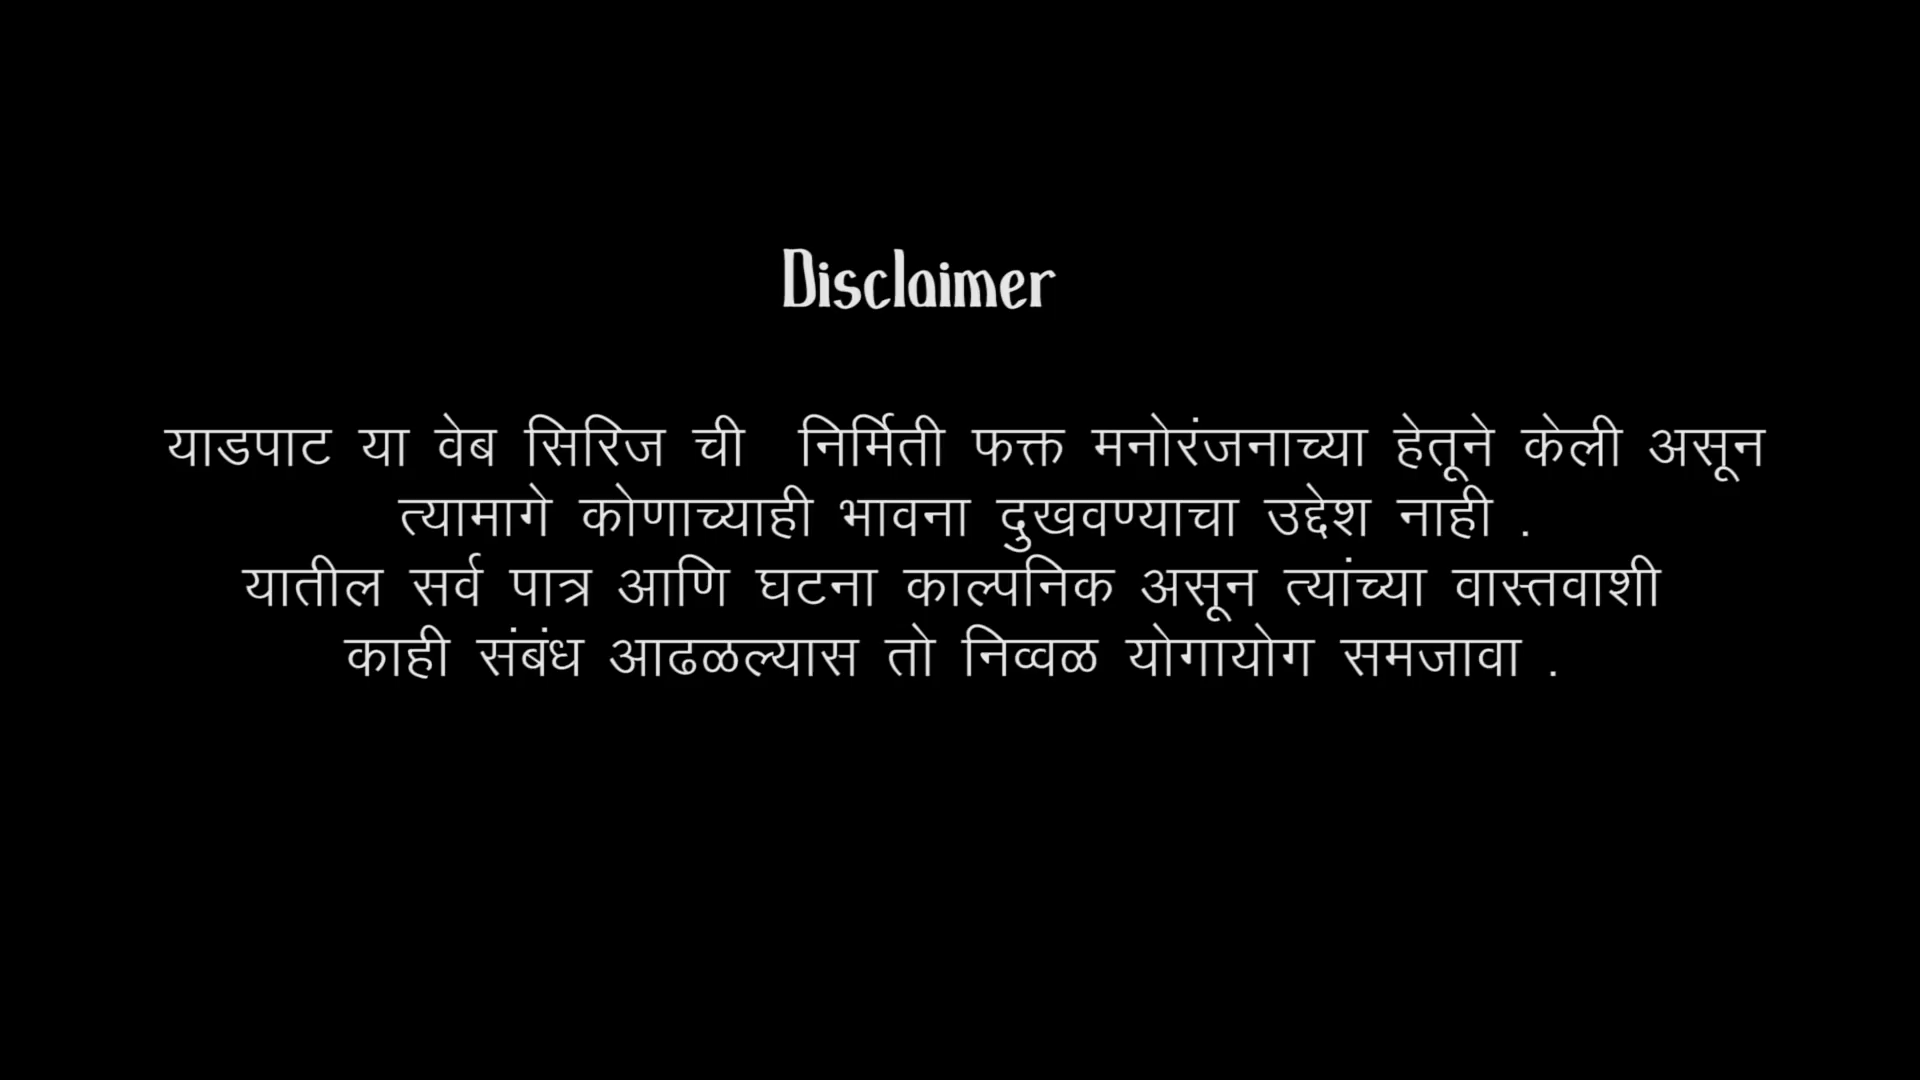 Disclaimer
याडपाट या वेब सिरिज ची निर्मिती फक्त मनोरंजनाच्या हेतूने केली असून
त्यामागे कोणाच्याही भावना दुखवण्याचा उद्देश नाही .
यातील सर्व पात्र आणि घटना काल्पनिक असून त्यांच्या वास्तवाशी
काही संबंध आढळल्यास तो निव्वळ योगायोग समजावा .